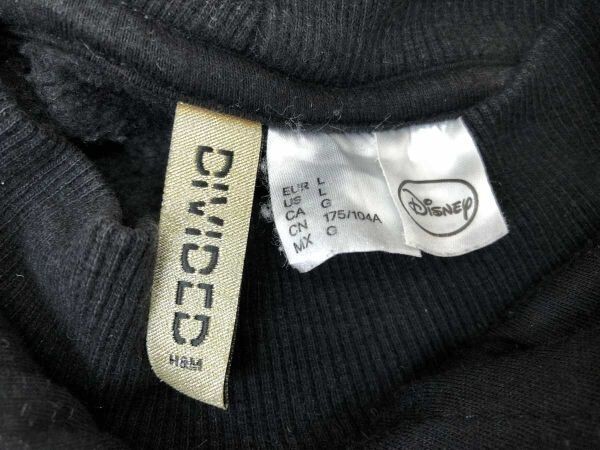 DIVIDED
H&M
EUR L
US L
CA G
CN 175/104A
MX G
Disney